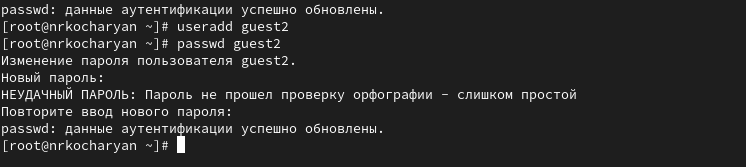 passwd: данные аутентификации успешно обновлены.
[root@nrkocharyan ~]# useradd guest2
[root@nrkocharyan ~]# passwd guest2
Изменение пароля пользователя guest2.
Новый пароль:
НЕУДАЧНЫЙ ПАРОЛЬ: Пароль не прошел проверку орфографии - слишком простой
Повторите ввод нового пароля:
passwd: данные аутентификации успешно обновлены.
[root@nrkocharyan ~]#